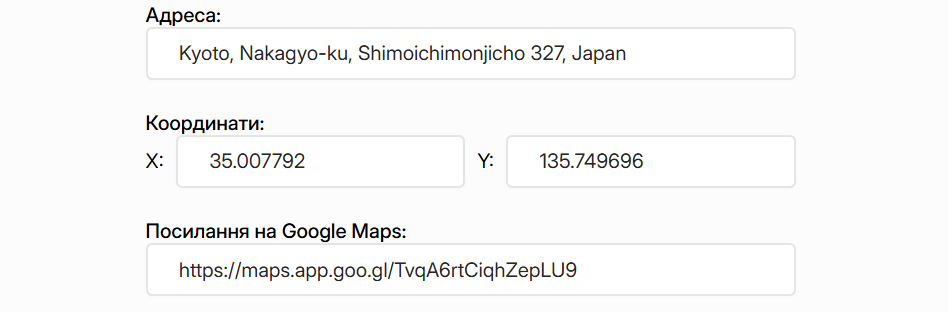 Адреса:
Kyoto, Nakagyo-ku, Shimoichimonjicho 327, Japan
Координати:
X: 35.007792 Y: 135.749696
Посилання на Google Maps:
https://maps.app.goo.gl/TvqA6rtCiqhZepLU9